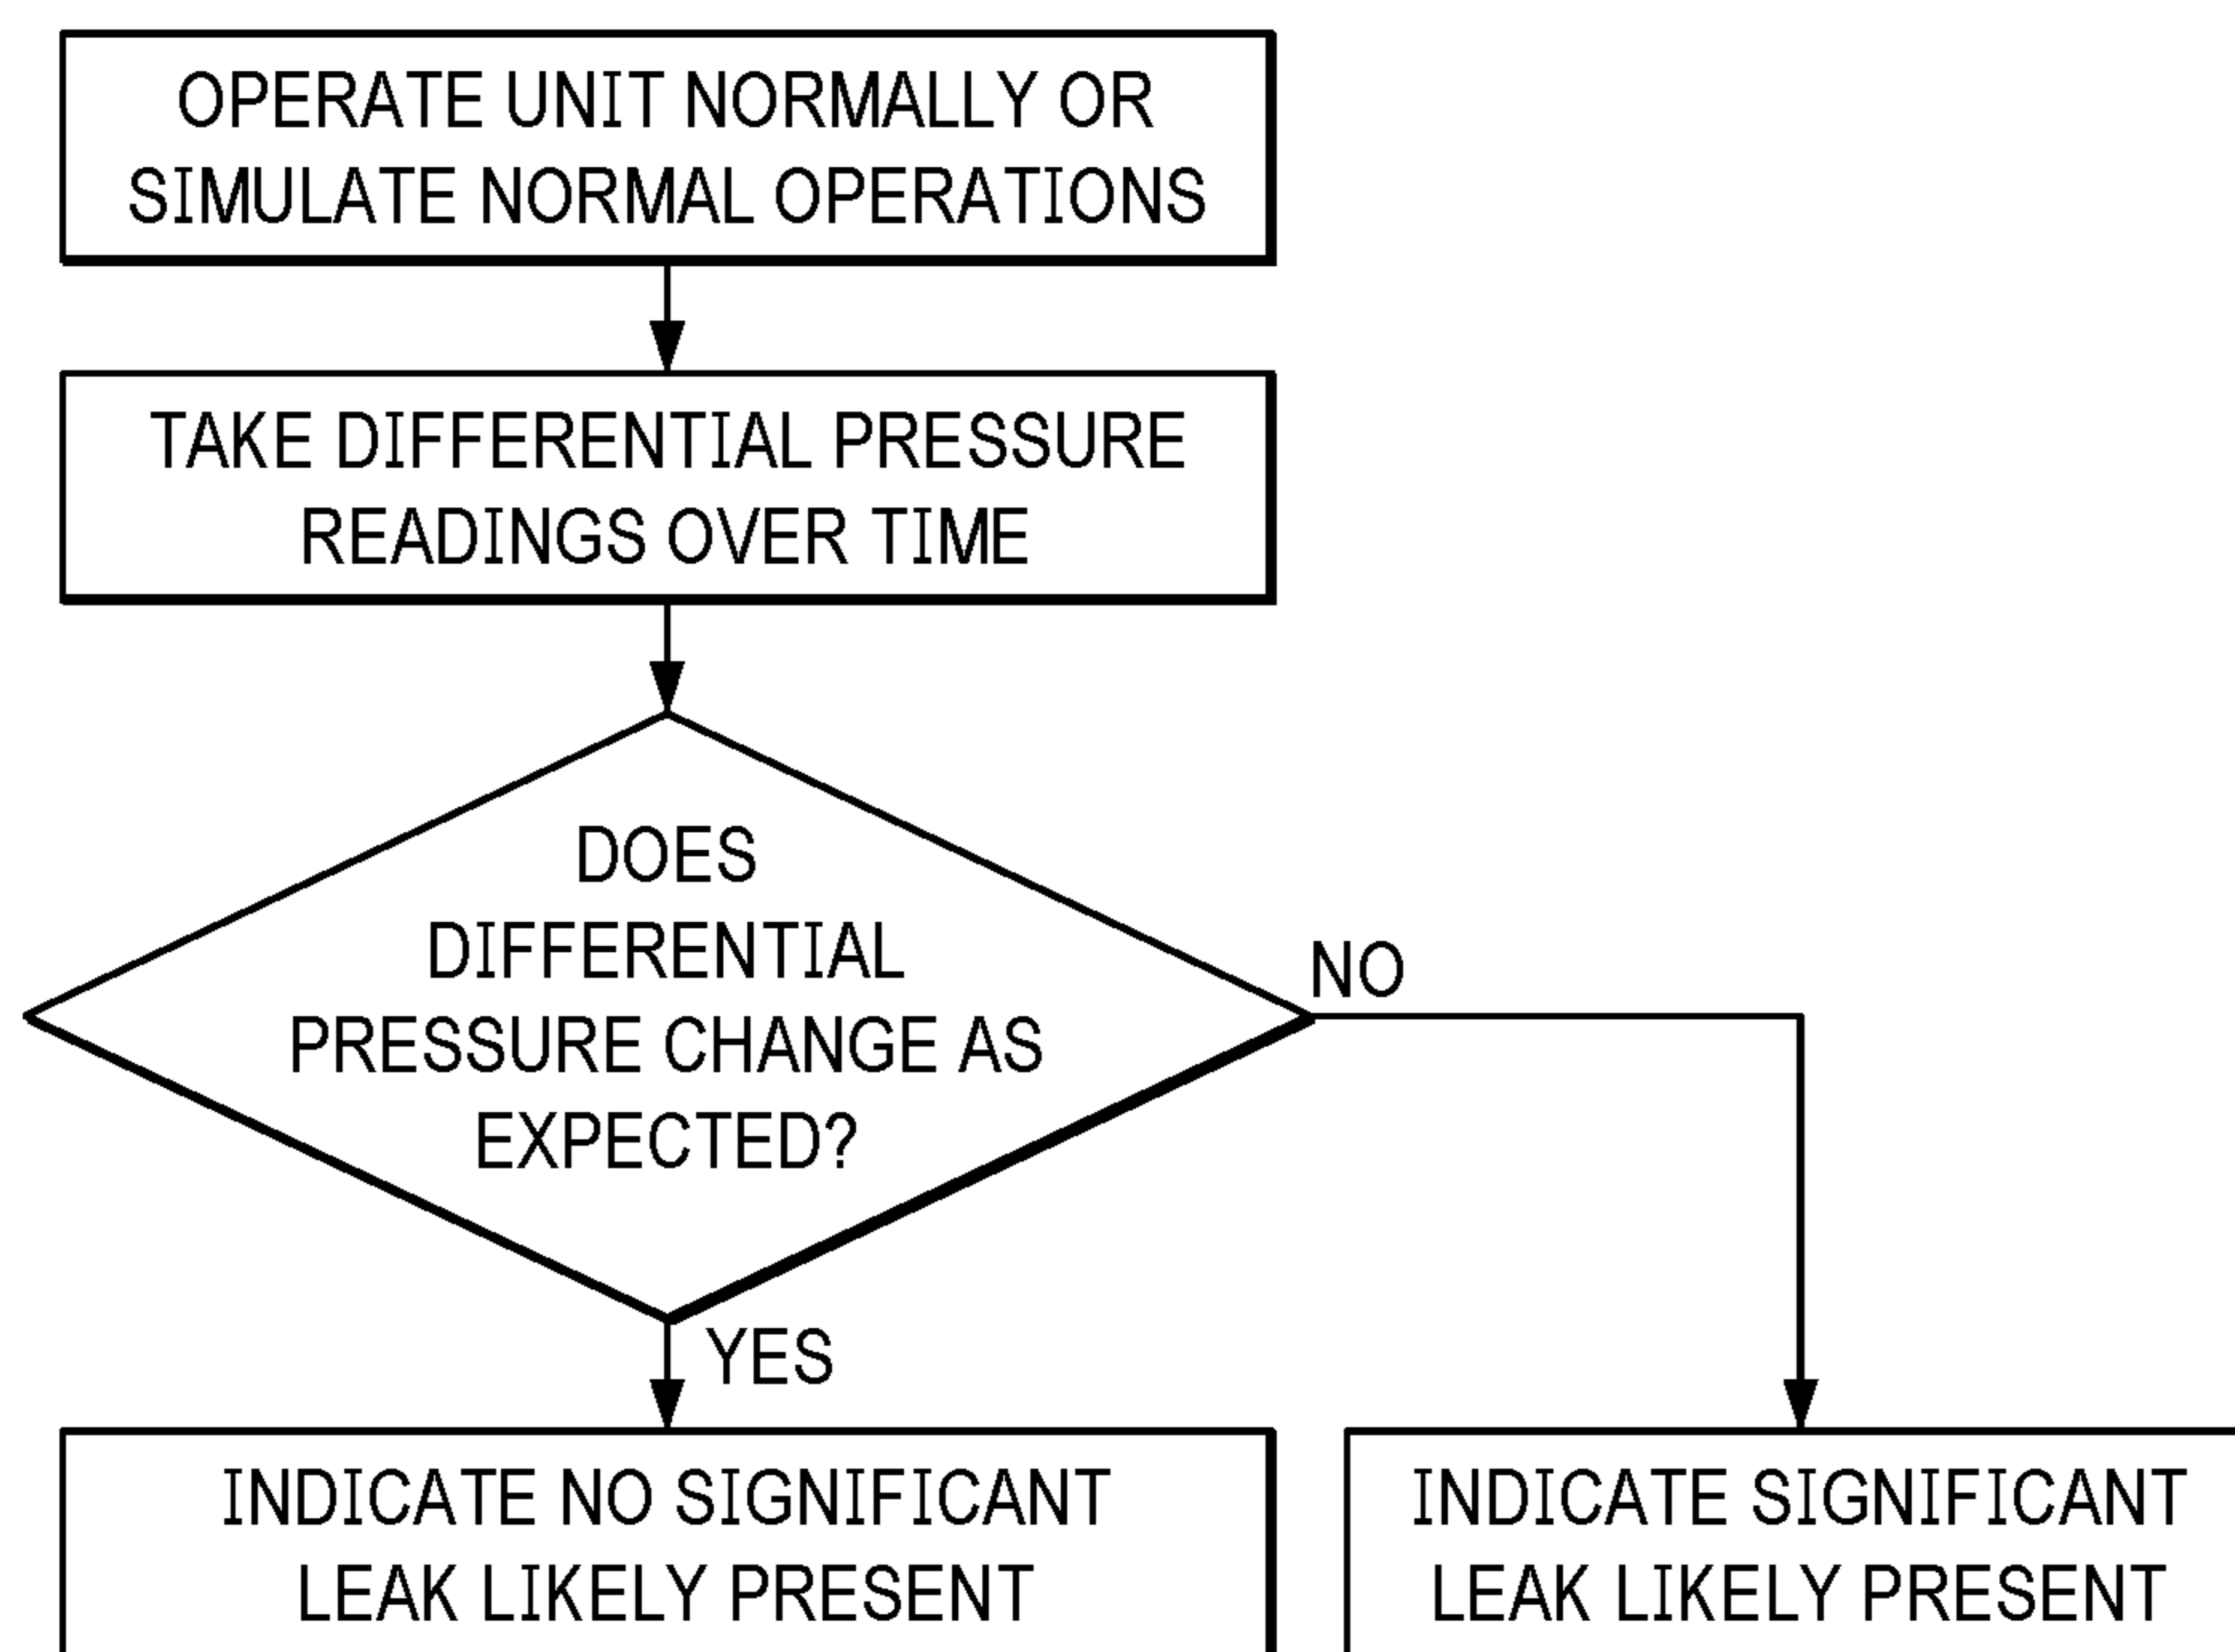 OPERATE UNIT NORMALLY OR
SIMULATE NORMAL OPERATIONS
TAKE DIFFERENTIAL PRESSURE
READINGS OVER TIME
DOES
DIFFERENTIAL
PRESSURE CHANGE AS
EXPECTED?
NO
YES
INDICATE NO SIGNIFICANT
LEAK LIKELY PRESENT
INDICATE SIGNIFICANT
LEAK LIKELY PRESENT